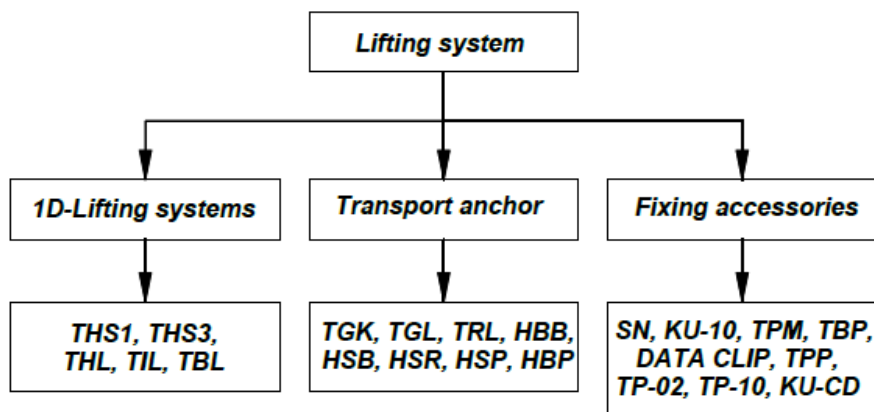 Lifting system
1D-Lifting systems
Transport anchor
Fixing accessories
THS1, THS3,
THL, TIL, TBL
TGK, TGL, TRL, HBB,
HSB, HSR, HSP, HBP
SN, KU-10, TPM, TBP,
DATA CLIP, TPP,
TP-02, TP-10, KU-CD